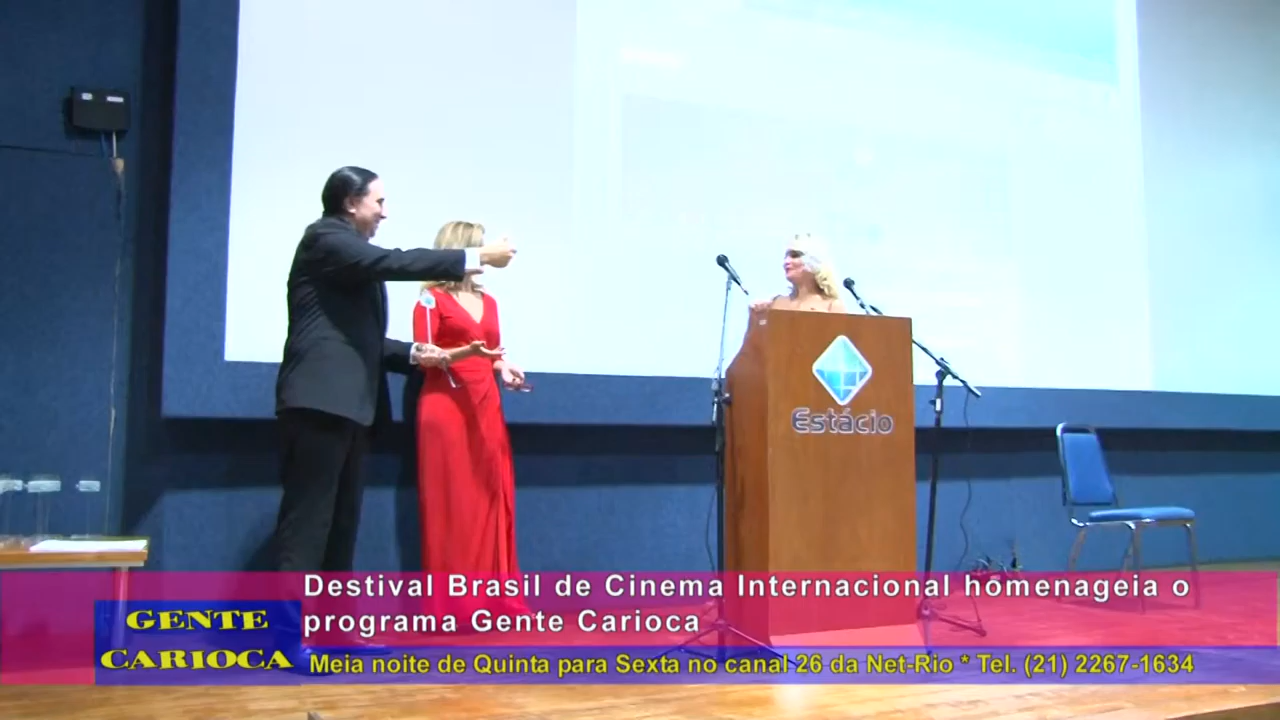 Estácio
Destival Brasil de Cinema Internacional homenageia o
programa Gente Carioca
GENTE
CARIOCA
Meia noite de Quinta para Sexta no canal 26 da Net-Rio * Tel. (21) 2267-1634